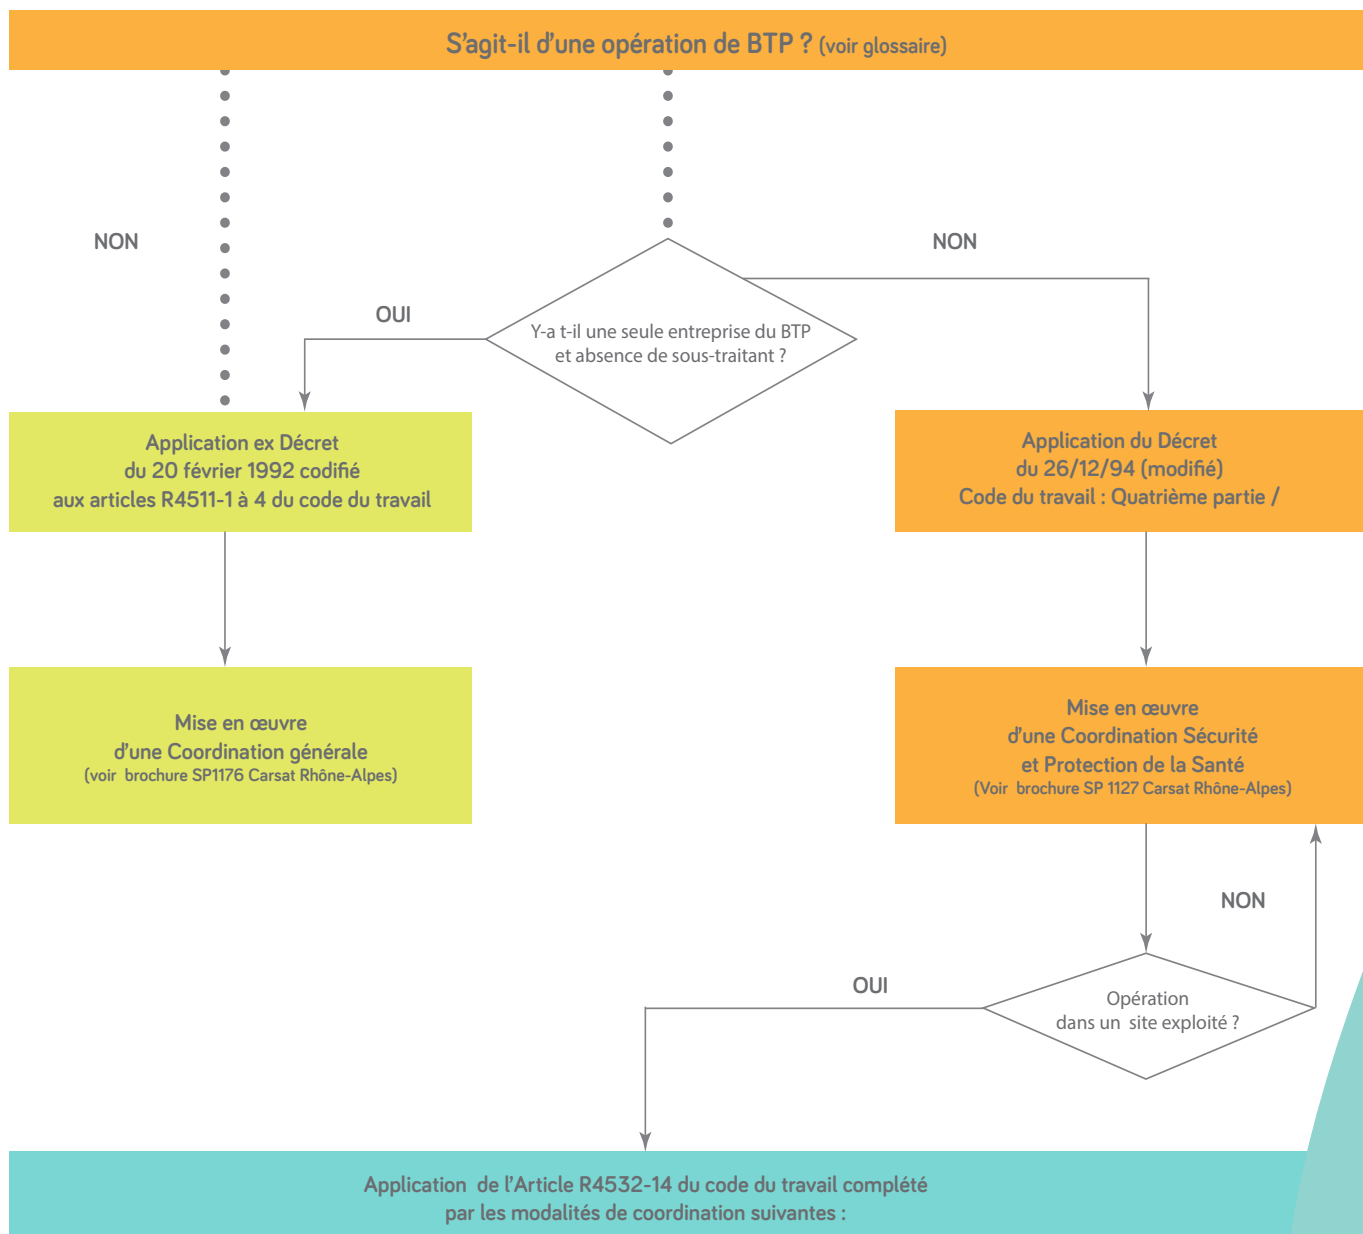 S'agit-il d'une opération de BTP ? (voir glossaire)
NON
NON
OUI
Y-a t-il une seule entreprise du BTP
et absence de sous-traitant ?
Application ex Décret
du 20 février 1992 codifié
aux articles R4511-1 à 4 du code du travail
Application du Décret
du 26/12/94 (modifié)
Code du travail : Quatrième partie /
Mise en œuvre
d'une Coordination générale
(voir brochure SP1176 Carsat Rhône-Alpes)
Mise en œuvre
d'une Coordination Sécurité
et Protection de la Santé
(Voir brochure SP 1127 Carsat Rhône-Alpes)
NON
OUI
Opération
dans un site exploité ?
Application de l'Article R4532-14 du code du travail complété
par les modalités de coordination suivantes :